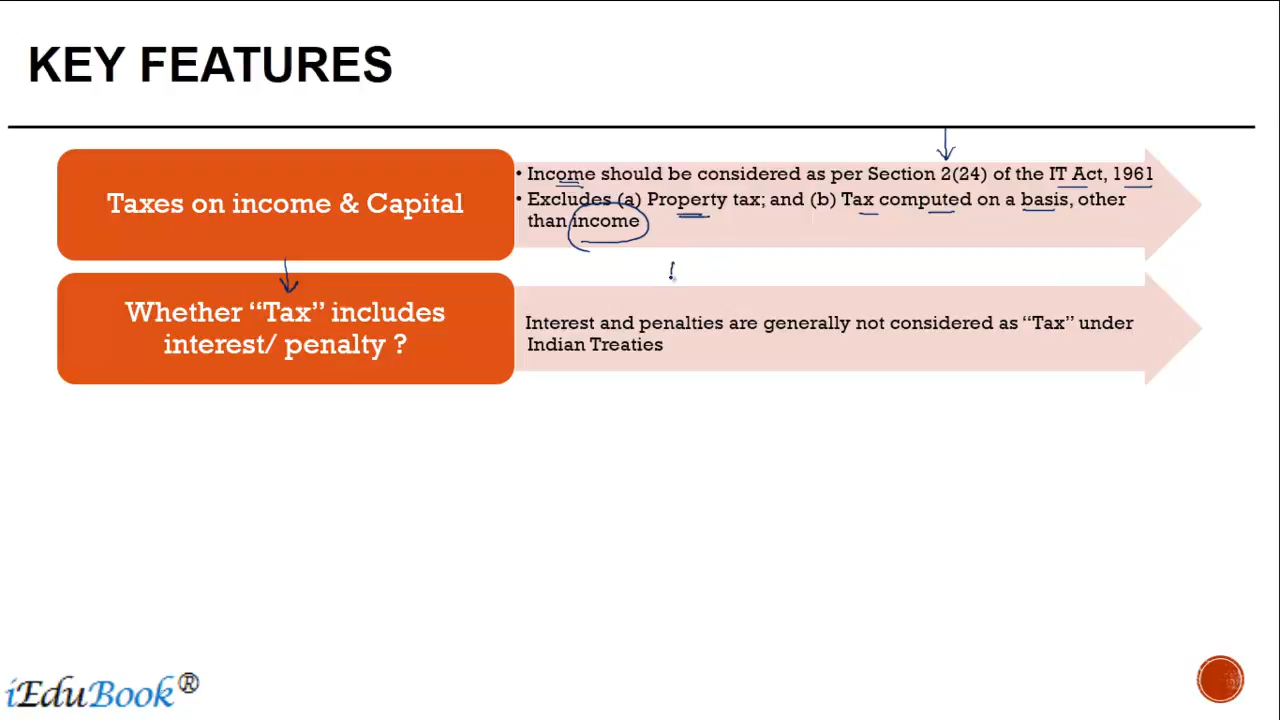 KEY FEATURES
Taxes on income & Capital
• Income should be considered as per Section 2(24) of the IT Act, 1961
• Excludes (a) Property tax; and (b) Tax computed on a basis, other
than income
Whether “Tax” includes
interest/ penalty ?
Interest and penalties are generally not considered as “Tax” under
Indian Treaties
iEduBook®